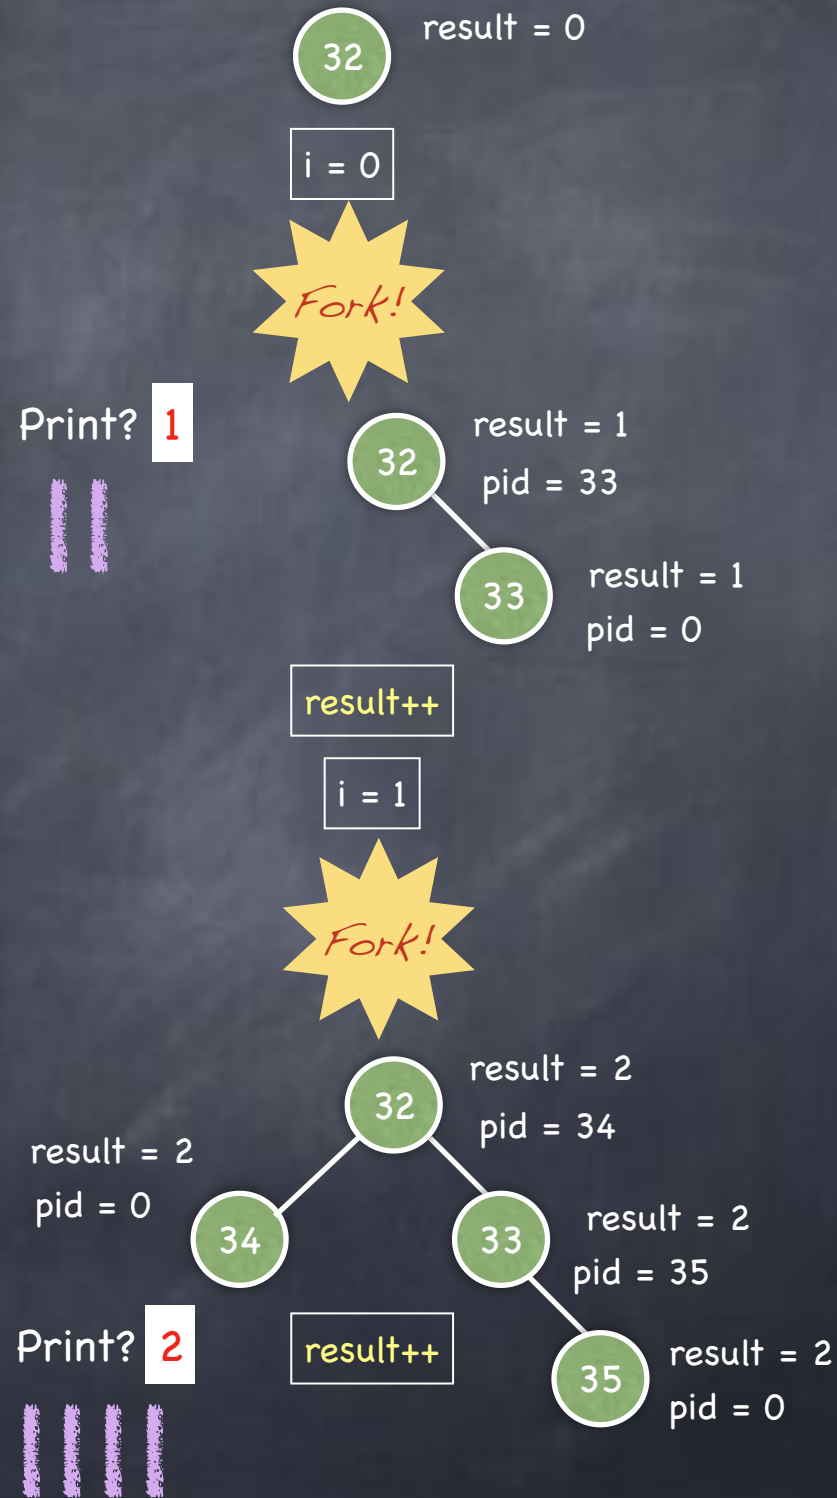 32
result = 0
i = 0
Fork!
Print? 1
32
result = 1
pid = 33
33
result = 1
pid = 0
result++
i = 1
Fork!
32
result = 2
pid = 34
result = 2
pid = 0
34
33
result = 2
pid = 35
Print? 2
result++
35
result = 2
pid = 0